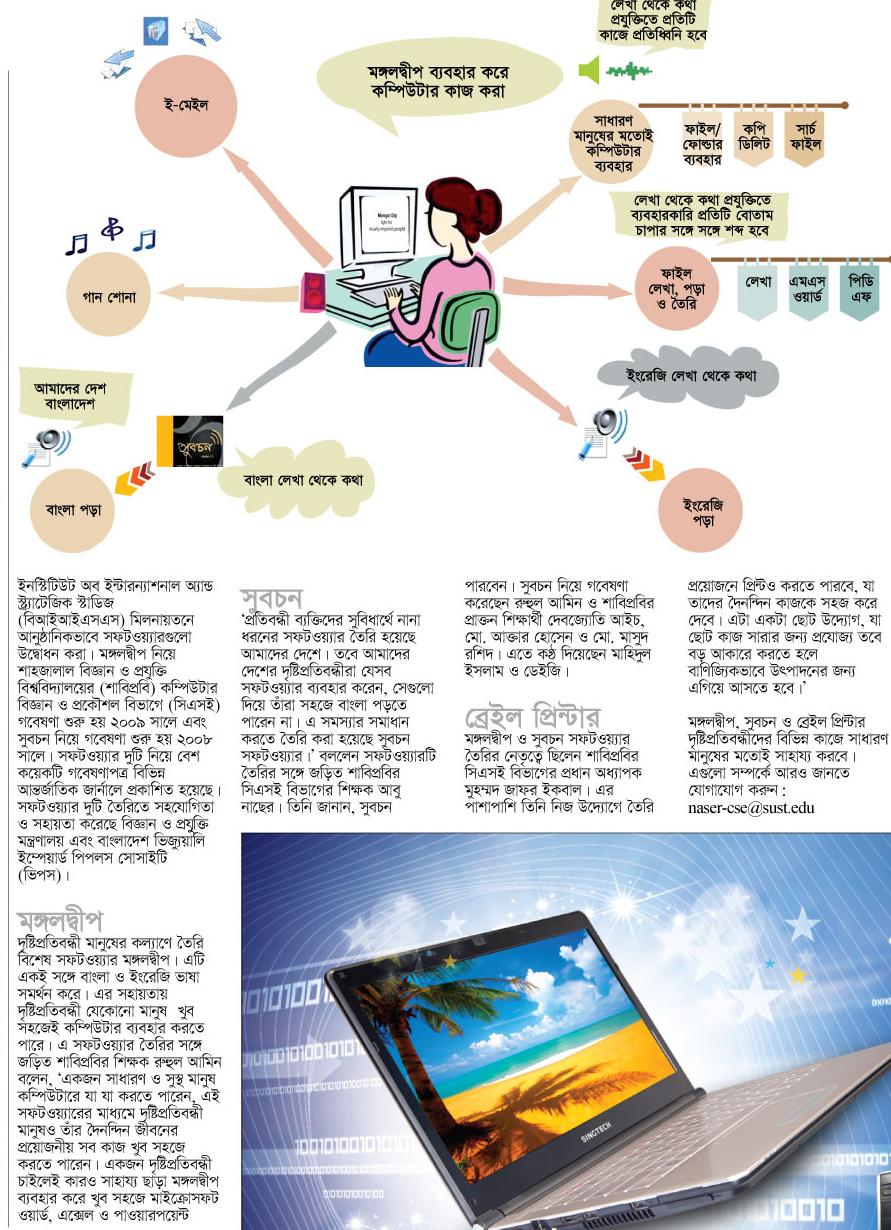 লেখা থেকে কথা
প্রযুক্তিতে প্রতিটি
কাজে প্রতিধ্বিনি হবে
মঙ্গলদ্বীপ ব্যবহার করে
কম্পিউটার কাজ করা
ই-মেইল
সাধারণ
মানুষের মতোই
কম্পিউটার
ব্যবহার
ফাইল/
ফোল্ডার
ব্যবহার
কপি
ডিলিট
সার্চ
ফাইল
লেখা থেকে কথা প্রযুক্তিতে
ব্যবহারকারি প্রতিটি বোতাম
চাপার সঙ্গে সঙ্গে শব্দ হবে
Mongol Dip
light for
visually impaired people!
গান শোনা
ফাইল
লেখা, পড়া
ও তৈরি
লেখা
এমএস
ওয়ার্ড
পিডি
এফ
আমাদের দেশ
বাংলাদেশ
সুবচন
বাংলা লেখা থেকে কথা
বাংলা পড়া
ইংরেজি লেখা থেকে কথা
ইংরেজি
পড়া
ইনস্টিটিউট অব ইন্টারন্যাশনাল অ্যান্ড
স্ট্র্যাটেজিক স্টাডিজ
(বিআইআইএসএস) মিলনায়তনে
আনুষ্ঠানিকভাবে সফটওয়্যারগুলো
উদ্বোধন করা। মঙ্গলদ্বীপ নিয়ে
শাহজালাল বিজ্ঞান ও প্রযুক্তি
বিশ্ববিদ্যালয়ের (শাবিপ্রবি) কম্পিউটার
বিজ্ঞান ও প্রকৌশল বিভাগে (সিএসই)
গবেষণা শুরু হয় ২০০৯ সালে এবং
সুবচন নিয়ে গবেষণা শুরু হয় ২০০৮
সালে। সফটওয়্যার দুটি নিয়ে বেশ
কয়েকটি গবেষণাপত্র বিভিন্ন
আন্তর্জাতিক জার্নালে প্রকাশিত হয়েছে।
সফটওয়্যার দুটি তৈরিতে সহযোগিতা
ও সহায়তা করেছে বিজ্ঞান ও প্রযুক্তি
মন্ত্রণালয় এবং বাংলাদেশ ভিজ্যুয়ালি
ইম্পেয়ার্ড পিপলস সোসাইটি
(ভিপস)।
মঙ্গলদ্বীপ
দৃষ্টিপ্রতিবন্ধী মানুষের কল্যাণে তৈরি
বিশেষ সফটওয়্যার মঙ্গলদ্বীপ। এটি
একই সঙ্গে বাংলা ও ইংরেজি ভাষা
সমর্থন করে। এর সহায়তায়
দৃষ্টিপ্রতিবন্ধী যেকোনো মানুষ খুব
সহজেই কম্পিউটার ব্যবহার করতে
পারে। এ সফটওয়্যার তৈরির সঙ্গে
জড়িত শাবিপ্রবির শিক্ষক রুহুল আমিন
বলেন, ‘একজন সাধারণ ও সুস্থ মানুষ
কম্পিউটারে যা যা করতে পারেন, এই
সফটওয়্যারের মাধ্যমে দৃষ্টিপ্রতিবন্ধী
মানুষও তাঁর দৈনন্দিন জীবনের
প্রয়োজনীয় সব কাজ খুব সহজে
করতে পারেন। একজন দৃষ্টিপ্রতিবন্ধী
চাইলেই কারও সাহায্য ছাড়া মঙ্গলদ্বীপ
ব্যবহার করে খুব সহজে মাইক্রোসফট
ওয়ার্ড, এক্সেল ও পাওয়ারপয়েন্ট
সুবচন
‘প্রতিবন্ধী ব্যক্তিদের সুবিধার্থে নানা
ধরনের সফটওয়্যার তৈরি হয়েছে
আমাদের দেশে। তবে আমাদের
দেশের দৃষ্টিপ্রতিবন্ধীরা যেসব
সফটওয়্যার ব্যবহার করেন, সেগুলো
দিয়ে তাঁরা সহজে বাংলা পড়তে
পারেন না। এ সমস্যার সমাধান
করতে তৈরি করা হয়েছে সুবচন
সফটওয়্যার।’ বললেন সফটওয়্যারটি
তৈরির সঙ্গে জড়িত শাবিপ্রবির
সিএসই বিভাগের শিক্ষক আবু
নাছের। তিনি জানান, সুবচন
পারবেন। সুবচন নিয়ে গবেষণা
করেছেন রুহুল আমিন ও শাবিপ্রবির
প্রাক্তন শিক্ষার্থী দেবজ্যোতি আইচ,
মো. আক্তার হোসেন ও মো. মাসুদ
রশিদ। এতে কণ্ঠ দিয়েছেন মাহিদুল
ইসলাম ও ডেইজি।
ব্রেইল প্রিন্টার
মঙ্গলদ্বীপ ও সুবচন সফটওয়্যার
তৈরির নেতৃত্বে ছিলেন শাবিপ্রবির
সিএসই বিভাগের প্রধান অধ্যাপক
মুহম্মদ জাফর ইকবাল। এর
পাশাপাশি তিনি নিজ উদ্যোগে তৈরি
প্রয়োজনে প্রিন্টও করতে পারবে, যা
তাদের দৈনন্দিন কাজকে সহজ করে
দেবে। এটা একটা ছোট উদ্যোগ, যা
ছোট কাজ সারার জন্য প্রযোজ্য তবে
বড় আকারে করতে হলে
বাণিজ্যিকভাবে উৎপাদনের জন্য
এগিয়ে আসতে হবে।’
মঙ্গলদ্বীপ, সুবচন ও ব্রেইল প্রিন্টার
দৃষ্টিপ্রতিবন্ধীদের বিভিন্ন কাজে সাধারণ
মানুষের মতোই সাহায্য করবে।
এগুলো সম্পর্কে আরও জানতে
যোগাযোগ করুন :
naser-cse@sust.edu
SINGTECH